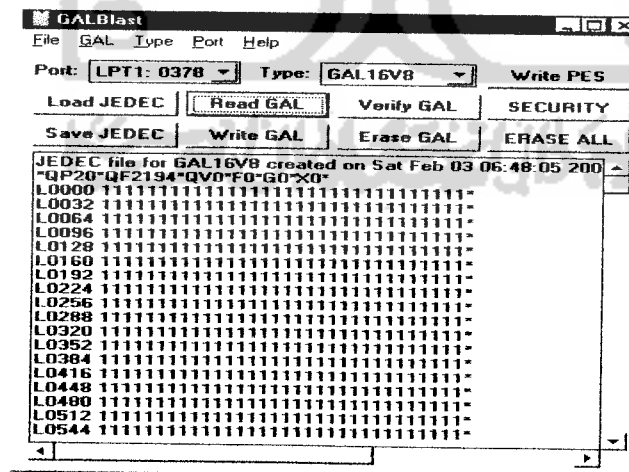 GALBlast
File GAL Type Port Help
Port: LPT1: 0378 Type: GAL16V8 Write PES
Load JEDEC Read GAL Verify GAL SECURITY
Save JEDEC Write GAL Erase GAL ERASE ALL
JEDEC file for GAL16V8 created on Sat Feb 03 06:48:05 200
*QP20*QF2194*QV0*F0*G0*X0*
L0000 11111111111111111111111111111111*
L0032 11111111111111111111111111111111*
L0064 11111111111111111111111111111111*
L0096 11111111111111111111111111111111*
L0128 11111111111111111111111111111111*
L0160 11111111111111111111111111111111*
L0192 11111111111111111111111111111111*
L0224 11111111111111111111111111111111*
L0256 11111111111111111111111111111111*
L0288 11111111111111111111111111111111*
L0320 11111111111111111111111111111111*
L0352 11111111111111111111111111111111*
L0384 11111111111111111111111111111111*
L0416 11111111111111111111111111111111*
L0448 11111111111111111111111111111111*
L0480 11111111111111111111111111111111*
L0512 11111111111111111111111111111111*
L0544 11111111111111111111111111111111*